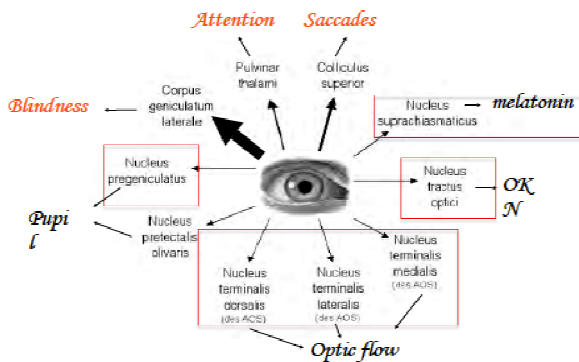 Attention
Saccades
Pulvinar
thalami
Colliculus
superior
Blindness
Corpus
geniculatum
laterale
Nucleus
suprachiasmaticus
melatonin
Nucleus
pregeniculatus
Nucleus
tractus
optici
OK
N
Pupi
l
Nucleus
pretectalis
olivaris
Nucleus
terminalis
dorsalis
(des AOS)
Nucleus
terminalis
lateralis
(des AOS)
Nucleus
terminalis
medialis
(des AOS)
Optic flow